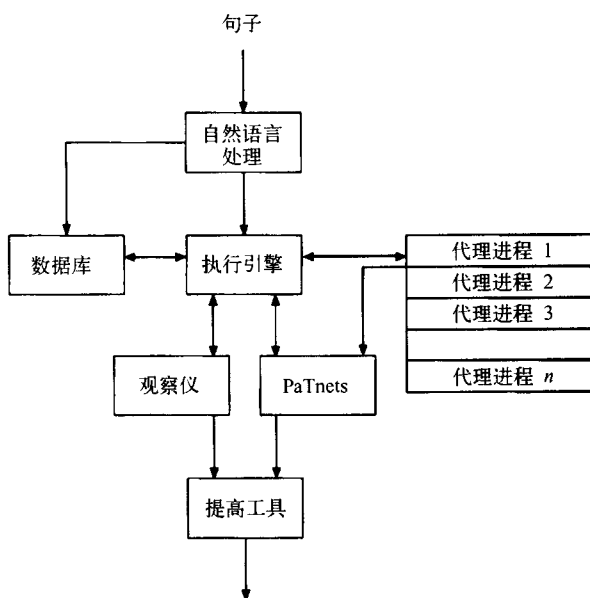 句子
自然语言
处理
数据库
执行引擎
代理进程 1
代理进程 2
代理进程 3
代理进程 n
观察仪
PaTnets
提高工具